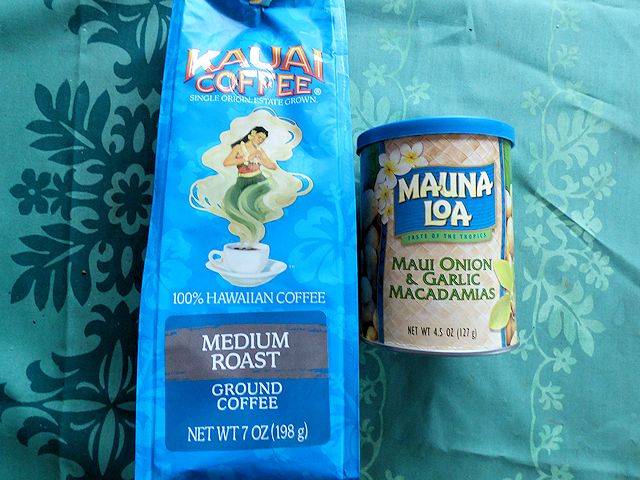 KAUAI
COFFEE®
SINGLE ORIGIN. ESTATE GROWN.
100% HAWAIIAN COFFEE
MEDIUM
ROAST
GROUND
COFFEE
NET WT 7 OZ (198 g)
MAUNA
LOA
TASTE OF THE TROPICS
MAUI ONION
& GARLIC
MACADAMIAS
NET WT 4.5 OZ (127 g)